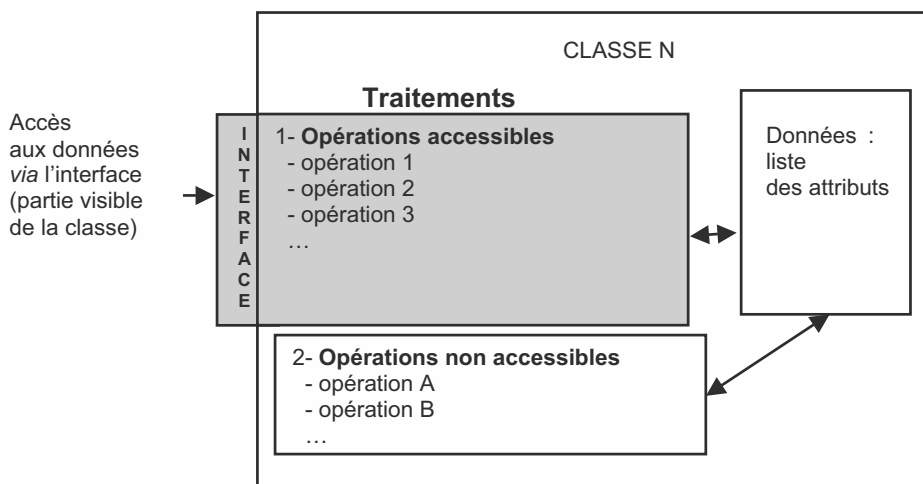 CLASSE N
Traitements
Accès
aux données
via l’interface
(partie visible
de la classe)
INTERFACE
1- Opérations accessibles
- opération 1
- opération 2
- opération 3
…
Données :
liste
des attributs
2- Opérations non accessibles
- opération A
- opération B
…